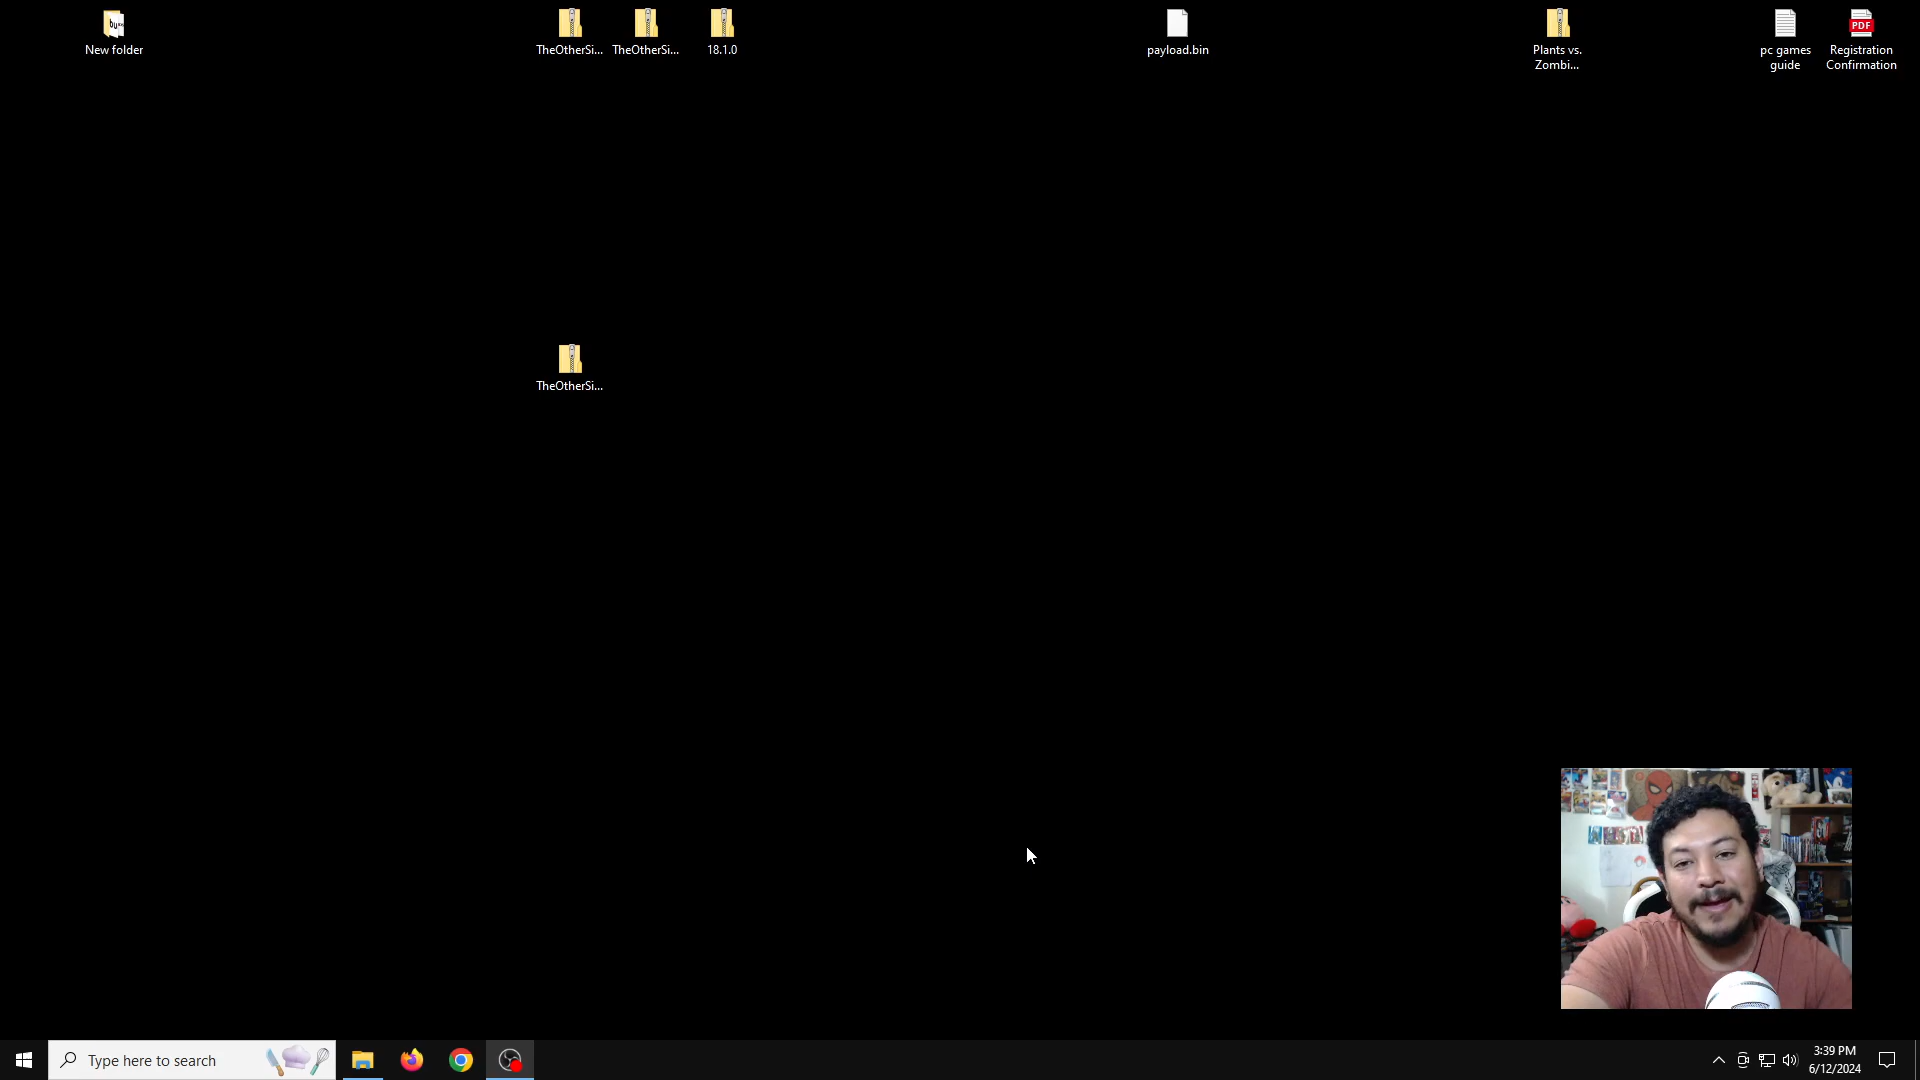 New folder
TheOtherSi...
TheOtherSi...
18.1.0
payload.bin
Plants vs.
Zombi...
pc games
guide
PDF
Registration
Confirmation
TheOtherSi...
Type here to search
3:39 PM
6/12/2024